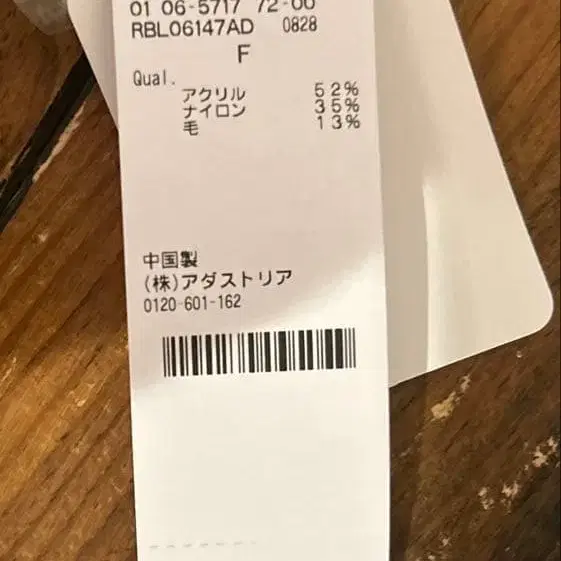 01 06-5717 72-00
RBL06147AD 0828
F
Qual.
アクリル 52%
ナイロン 35%
毛 13%
中国製
(株)アダストリア
0120-601-162